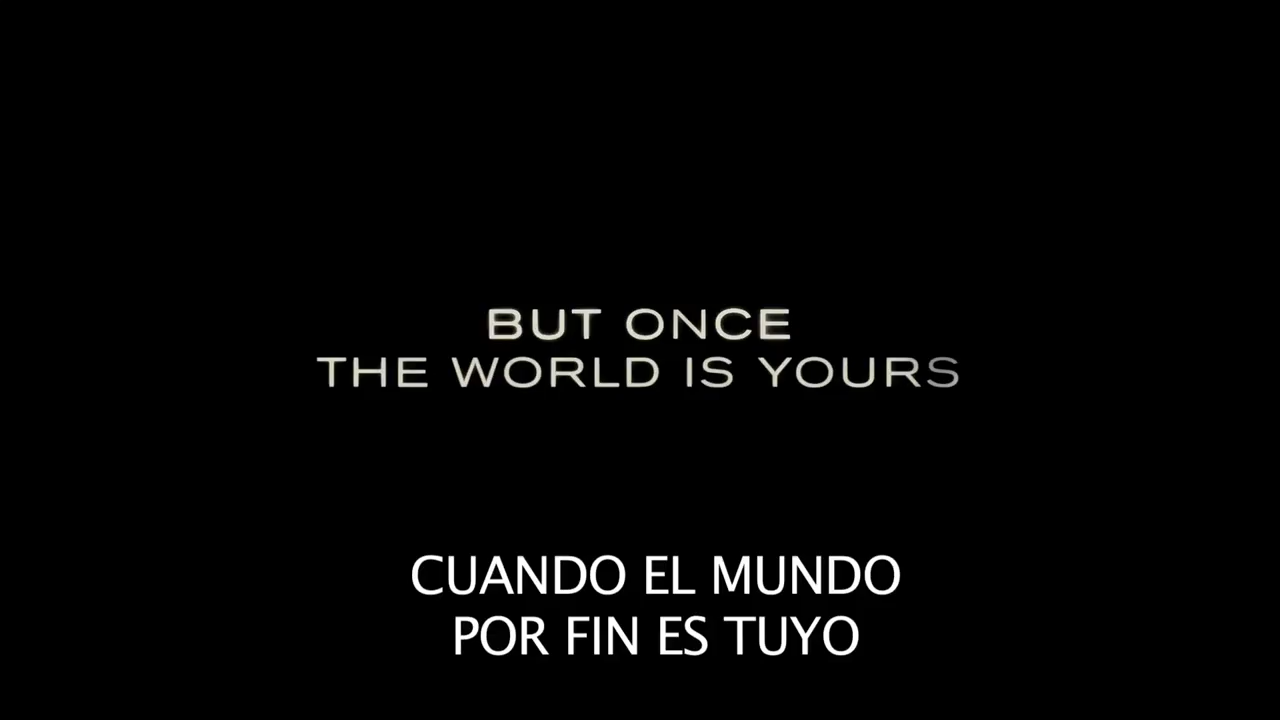 BUT ONCE
THE WORLD IS YOURS
CUANDO EL MUNDO
POR FIN ES TUYO